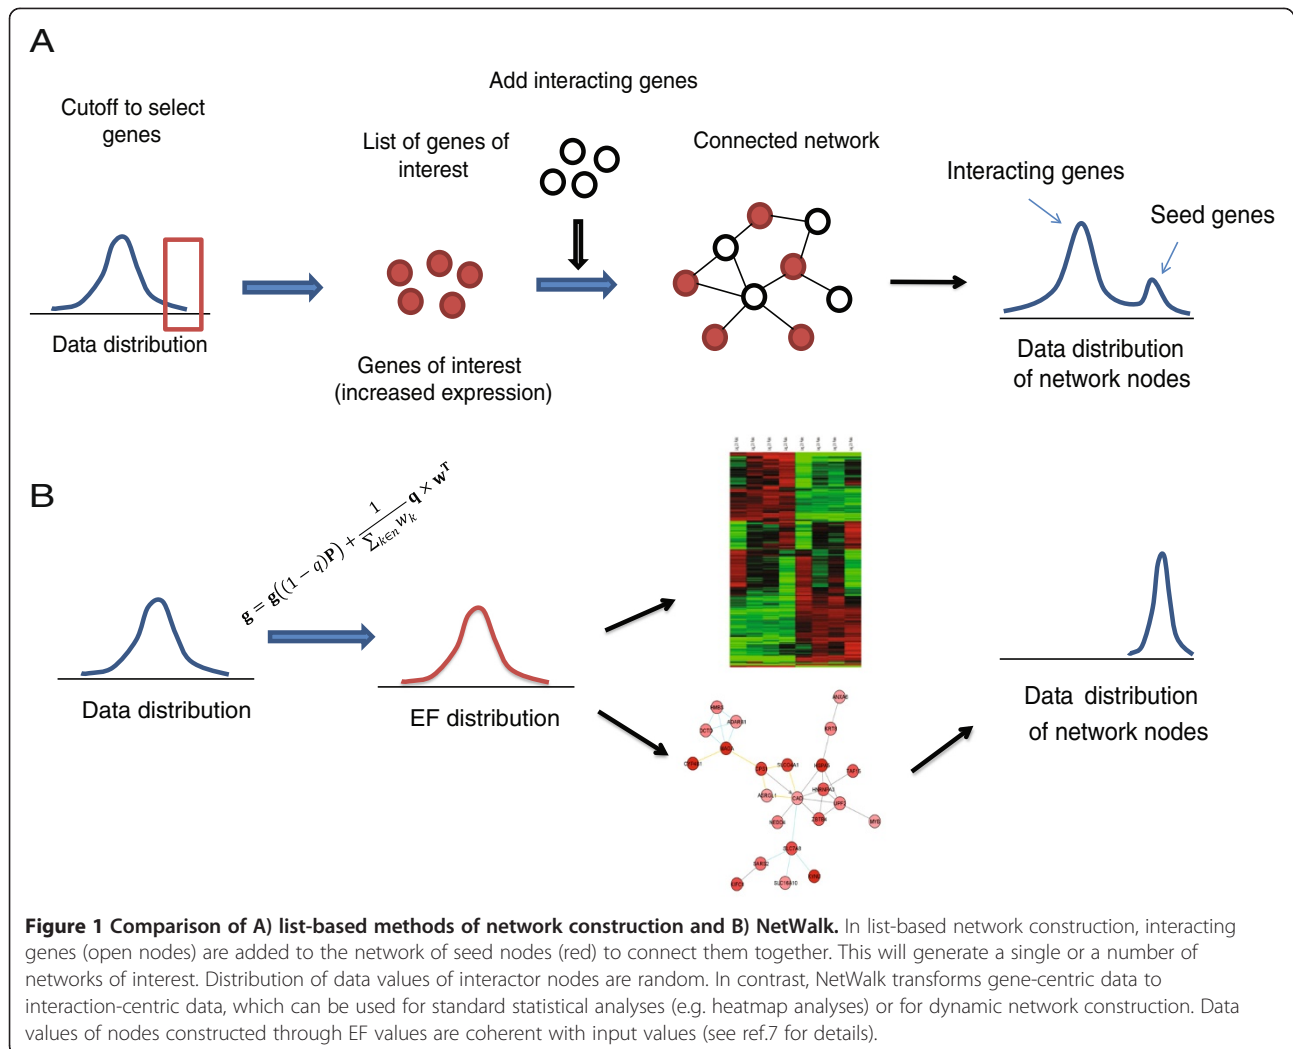 A
Add interacting genes
Cutoff to select
genes
List of genes of
interest
Connected network
Interacting genes
Seed genes
Data distribution
Genes of interest
(increased expression)
Data distribution
of network nodes
B
g = g((1 − q)P) + 1/∑k∈n wk q × wT
Data distribution
EF distribution
CAD
Data distribution
of network nodes
Figure 1 Comparison of A) list-based methods of network construction and B) NetWalk. In list-based network construction, interacting
genes (open nodes) are added to the network of seed nodes (red) to connect them together. This will generate a single or a number of
networks of interest. Distribution of data values of interactor nodes are random. In contrast, NetWalk transforms gene-centric data to
interaction-centric data, which can be used for standard statistical analyses (e.g. heatmap analyses) or for dynamic network construction. Data
values of nodes constructed through EF values are coherent with input values (see ref.7 for details).